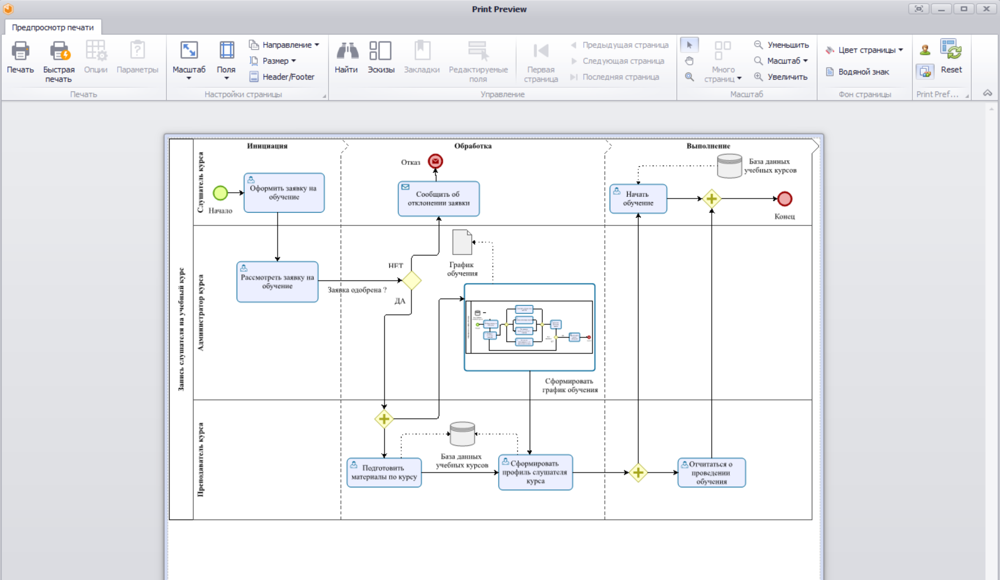 Print Preview
Предпросмотр печати
Печать
Быстрая
печать
Опции
Параметры
Печать
Масштаб
Поля
Направление
Размер
Header/Footer
Настройки страницы
Найти
Эскизы
Закладки
Редактируемые
поля
Первая
страница
Предыдущая страница
Следующая страница
Последняя страница
Управление
Много
страниц
Уменьшить
Масштаб
Увеличить
Масштаб
Цвет страницы
Водяной знак
Фон страницы
Reset
Print Pref...
Запись слушателя на учебный курс
Инициация
Обработка
Выполнение
Слушатель курса
Начало
Оформить заявку на
обучение
Отказ
Сообщить об
отклонении заявки
База данных
учебных курсов
Начать
обучение
Конец
Администратор курса
Рассмотреть заявку на
обучение
Заявка одобрена ?
НЕТ
ДА
График
обучения
Сформировать
график обучения
Преподаватель курса
База данных
учебных курсов
Подготовить
материалы по курсу
Сформировать
профиль слушателя
курса
Отчитаться о
проведении
обучения